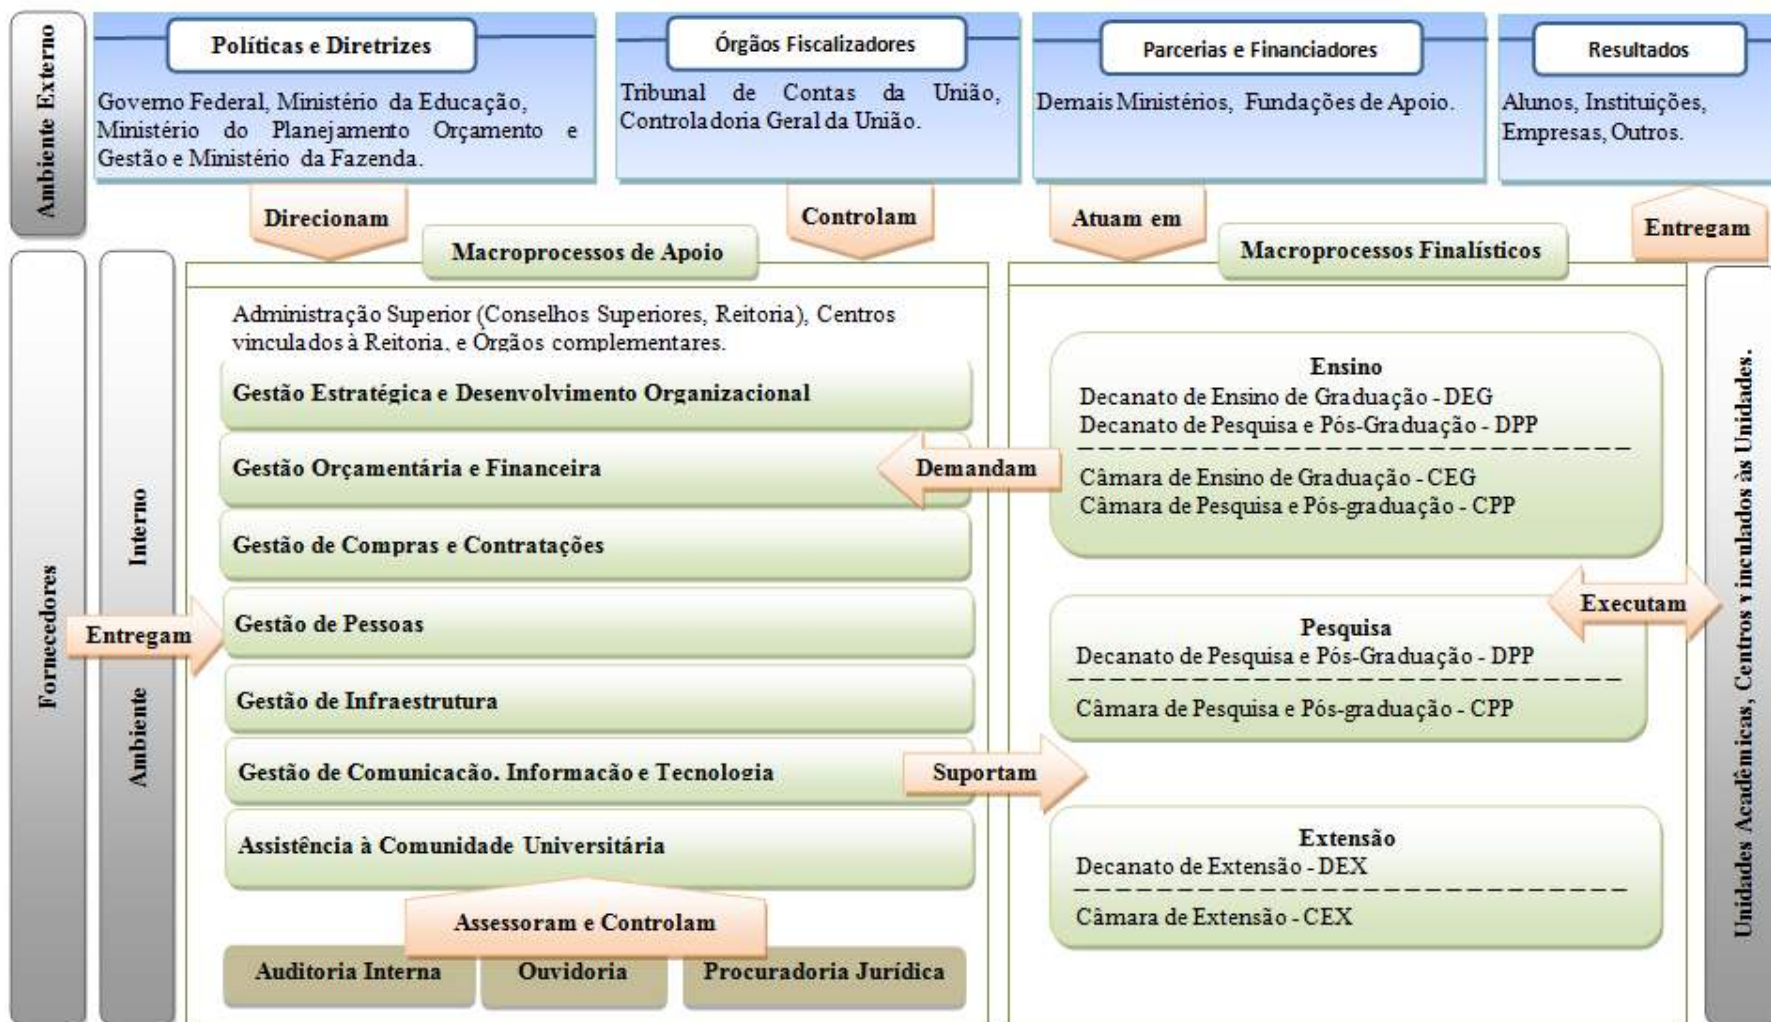 Ambiente Externo
Políticas e Diretrizes
Governo Federal, Ministério da Educação,
Ministério do Planejamento Orçamento e
Gestão e Ministério da Fazenda.
Órgãos Fiscalizadores
Tribunal de Contas da União,
Controladoria Geral da União.
Parcerias e Financiadores
Demais Ministérios, Fundações de Apoio.
Resultados
Alunos, Instituições,
Empresas, Outros.
Direcionam
Controlam
Atuam em
Entregam
Fornecedores
Ambiente Interno
Entregam
Macroprocessos de Apoio
Administração Superior (Conselhos Superiores, Reitoria), Centros
vinculados à Reitoria, e Órgãos complementares.
Gestão Estratégica e Desenvolvimento Organizacional
Gestão Orçamentária e Financeira
Gestão de Compras e Contratações
Gestão de Pessoas
Gestão de Infraestrutura
Gestão de Comunicação, Informação e Tecnologia
Assistência à Comunidade Universitária
Assessoram e Controlam
Auditoria Interna
Ouvidoria
Procuradoria Jurídica
Demandam
Suportam
Macroprocessos Finalísticos
Ensino
Decanato de Ensino de Graduação - DEG
Decanato de Pesquisa e Pós-Graduação - DPP
Câmara de Ensino de Graduação - CEG
Câmara de Pesquisa e Pós-graduação - CPP
Pesquisa
Decanato de Pesquisa e Pós-Graduação - DPP
Câmara de Pesquisa e Pós-graduação - CPP
Extensão
Decanato de Extensão - DEX
Câmara de Extensão - CEX
Executam
Unidades Acadêmicas, Centros vinculados às Unidades.